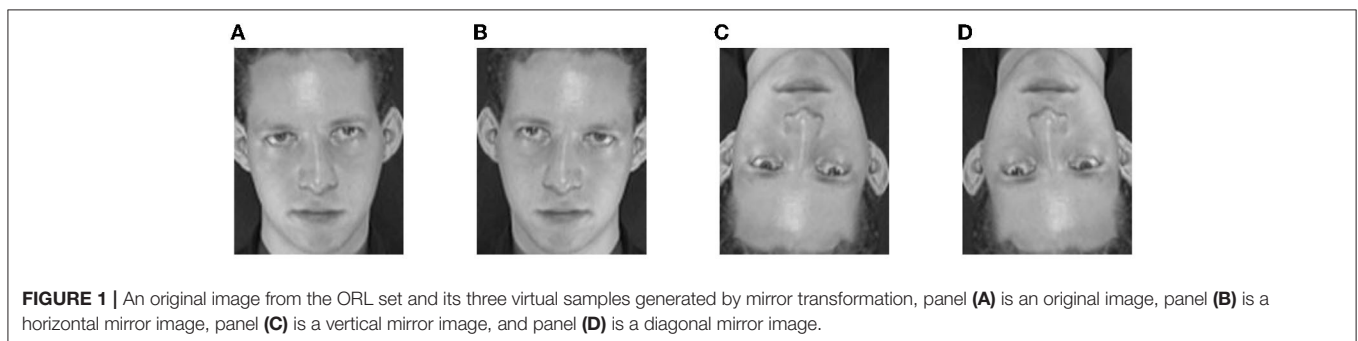 A B C D
FIGURE 1 | An original image from the ORL set and its three virtual samples generated by mirror transformation, panel (A) is an original image, panel (B) is a
horizontal mirror image, panel (C) is a vertical mirror image, and panel (D) is a diagonal mirror image.